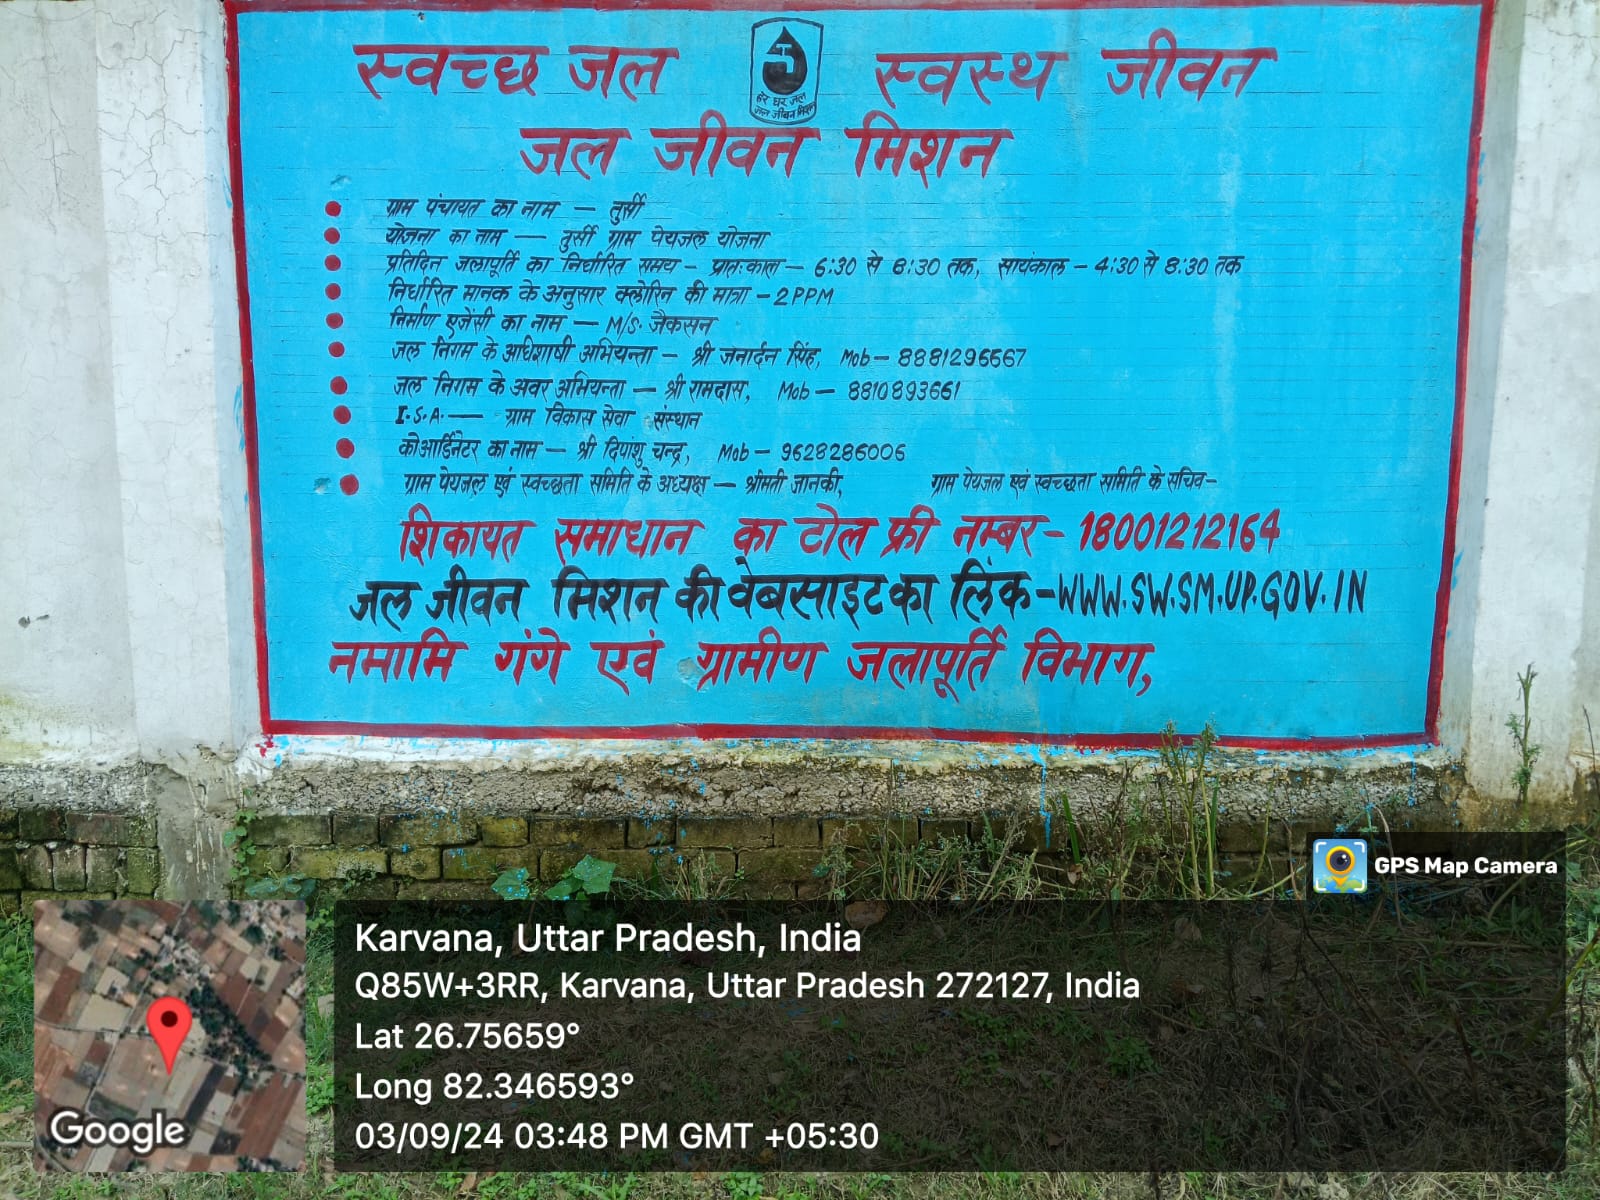 स्वच्छ जल स्वस्थ जीवन
हर घर जल
जल जीवन मिशन
जल जीवन मिशन
ग्राम पंचायत का नाम — तुर्सी
योजना का नाम — तुर्सी ग्राम पेयजल योजना
प्रतिदिन जलापूर्ति का निर्धारित समय - प्रातःकाल - 6:30 से 8:30 तक, सायंकाल - 4:30 से 8:30 तक
निर्धारित मानक के अनुसार क्लोरिन की मात्रा - 2 PPM
निर्माण एजेंसी का नाम — M/S. जैकसन
जल निगम के अधिशाषी अभियन्ता — श्री जनार्दन सिंह, Mob - 8881296567
जल निगम के अवर अभियन्ता — श्री रामदास, Mob - 8810893661
I.S.A. — ग्राम विकास सेवा संस्थान
कोआर्डिनेटर का नाम — श्री दिपांशु चन्द्र, Mob - 9628286006
ग्राम पेयजल एवं स्वच्छता समिति के अध्यक्ष — श्रीमती जानकी, ग्राम पेयजल एवं स्वच्छता समिति के सचिव-
शिकायत समाधान का टोल फ्री नम्बर - 18001212164
जल जीवन मिशन की वेबसाइट का लिंक - WWW.SW.SM.UP.GOV.IN
नमामि गंगे एवं ग्रामीण जलापूर्ति विभाग,
GPS Map Camera
Karvana, Uttar Pradesh, India
Q85W+3RR, Karvana, Uttar Pradesh 272127, India
Lat 26.75659°
Long 82.346593°
03/09/24 03:48 PM GMT +05:30
Google